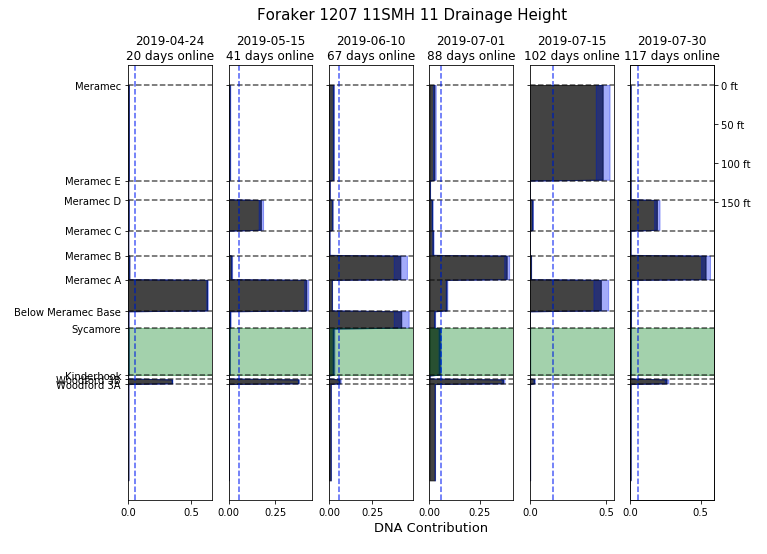 Foraker 1207 11SMH 11 Drainage Height
2019-04-24
20 days online
2019-05-15
41 days online
2019-06-10
67 days online
2019-07-01
88 days online
2019-07-15
102 days online
2019-07-30
117 days online
Meramec
Meramec E
Meramec D
Meramec C
Meramec B
Meramec A
Below Meramec Base
Sycamore
Kinderhook
Woodford 3B
Woodford 3A
0 ft
50 ft
100 ft
150 ft
0.0
0.00 0.25
0.00 0.25
0.00 0.25
0.0 0.5
0.0 0.5
DNA Contribution